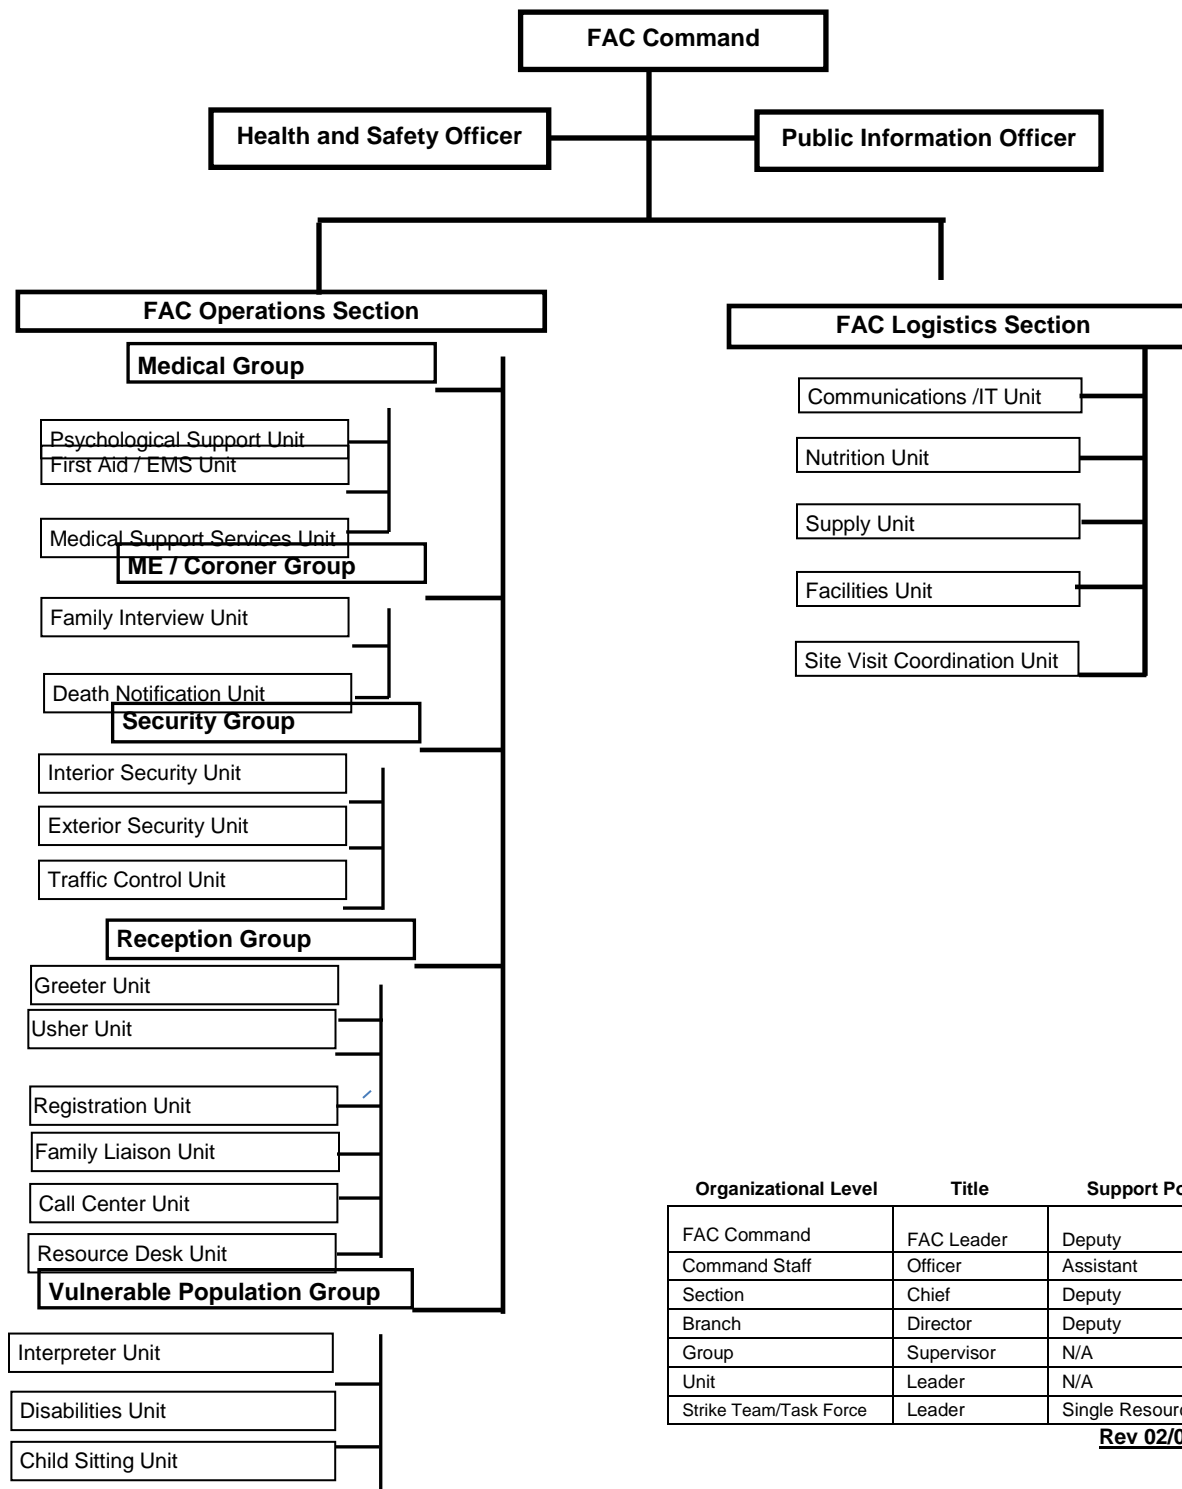 FAC Command
Health and Safety Officer
Public Information Officer
FAC Operations Section
FAC Logistics Section
Medical Group
Psychological Support Unit
First Aid / EMS Unit
Medical Support Services Unit
ME / Coroner Group
Family Interview Unit
Death Notification Unit
Security Group
Interior Security Unit
Exterior Security Unit
Traffic Control Unit
Reception Group
Greeter Unit
Usher Unit
Registration Unit
Family Liaison Unit
Call Center Unit
Resource Desk Unit
Vulnerable Population Group
Interpreter Unit
Disabilities Unit
Child Sitting Unit
Communications /IT Unit
Nutrition Unit
Supply Unit
Facilities Unit
Site Visit Coordination Unit
Organizational Level Title Support
FAC Command FAC Leader Deputy
Command Staff Officer Assistant
Section Chief Deputy
Branch Director Deputy
Group Supervisor N/A
Unit Leader N/A
Strike Team/Task Force Leader Single
Rev